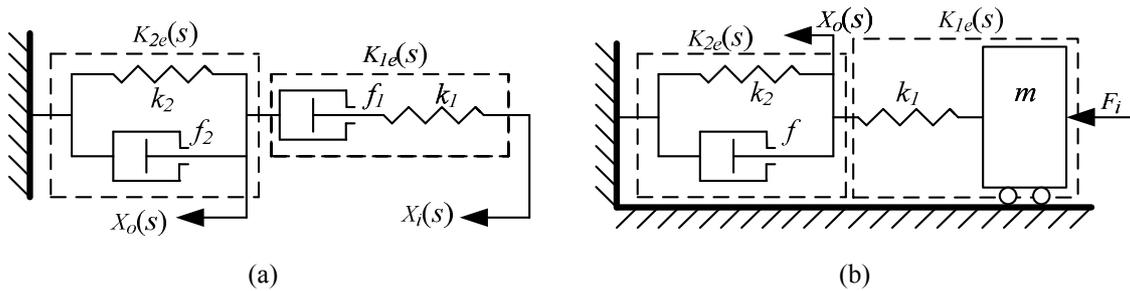 K2e(s)
k2
f2
Xo(s)
K1e(s)
f1
k1
Xi(s)
(a)
Xo(s)
K2e(s)
k2
f
K1e(s)
k1
m
Fi
(b)